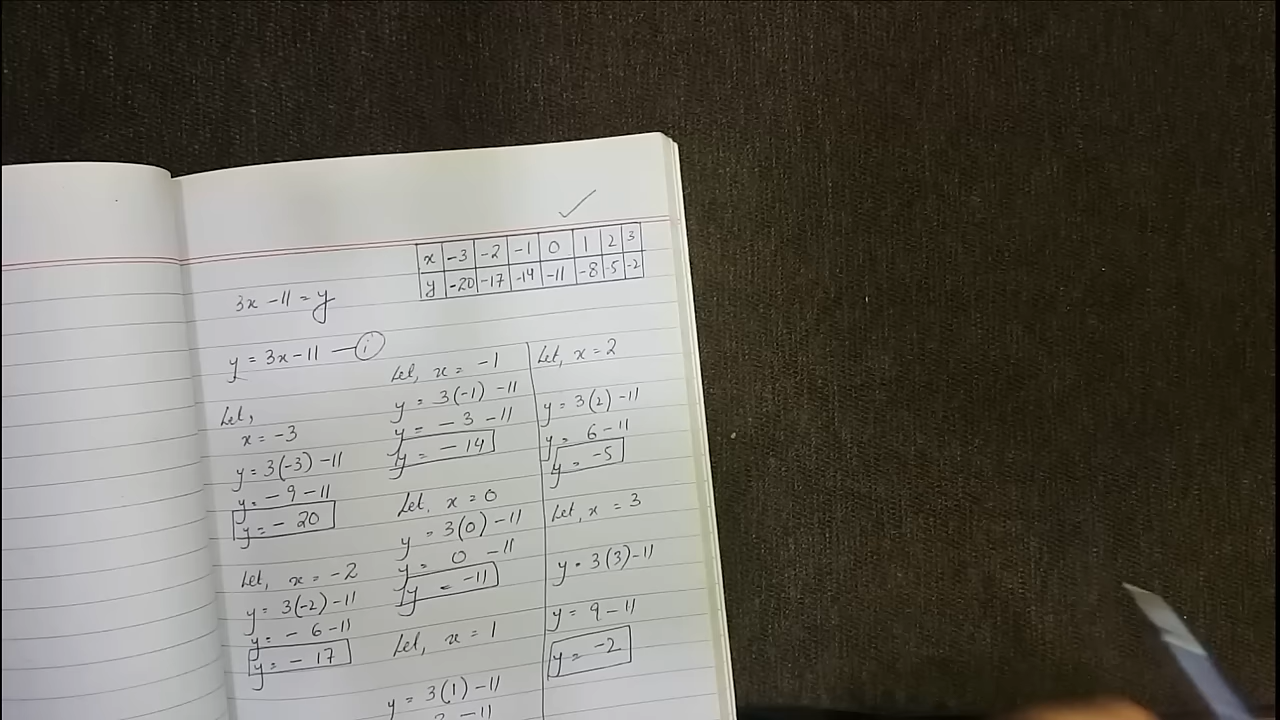 x -3 -2 -1 0 1 2 3
y -20 -17 -14 -11 -8 -5 -2
3x - 11 = y
y = 3x - 11 — (i)
Let,
x = -3
y = 3(-3) - 11
y = - 9 - 11
y = - 20
Let, x = -2
y = 3(-2) - 11
y = - 6 - 11
y = - 17
Let, x = -1
y = 3(-1) - 11
y = - 3 - 11
y = - 14
Let, x = 0
y = 3(0) - 11
y = 0 - 11
y = -11
Let, x = 1
y = 3(1) - 11
- 11
Let, x = 2
y = 3(2) - 11
y = 6 - 11
y = -5
Let, x = 3
y = 3(3) - 11
y = 9 - 11
y = -2